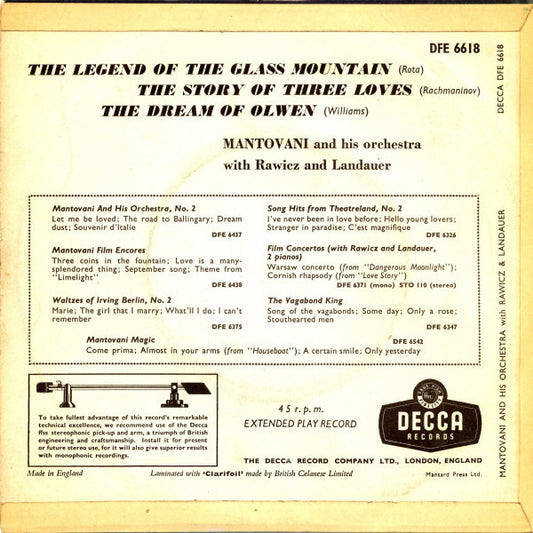 DFE 6618
THE LEGEND OF THE GLASS MOUNTAIN (Rota)
THE STORY OF THREE LOVES (Rachmaninov)
THE DREAM OF OLWEN (Williams)
MANTOVANI and his orchestra
with Rawicz and Landauer
Mantovani And His Orchestra, No. 2
Let me be loved; The road to Ballingary; Dream
dust; Souvenir d'Italie
DFE 6437
Mantovani Film Encores
Three coins in the fountain; Love is a many-
splendored thing; September song; Theme from
"Limelight"
DFE 6438
Waltzes of Irving Berlin, No. 2
Marie; The girl that I marry; What'll I do; I can't
remember
DFE 6375
Song Hits from Theatreland, No. 2
I've never been in love before; Hello young lovers;
Stranger in paradise; C'est magnifique
DFE 6326
Film Concertos (with Rawicz and Landauer,
2 pianos)
Warsaw concerto (from "Dangerous Moonlight");
Cornish rhapsody (from "Love Story")
DFE 6371 (mono) STO 110 (stereo)
The Vagabond King
Song of the vagabonds; Some day; Only a rose;
Stouthearted men
DFE 6347
Mantovani Magic
DFE 6542
Come prima; Almost in your arms (from "Houseboat"); A certain smile; Only yesterday
To take fullest advantage of this record's remarkable
technical excellence, we recommend use of the Decca
ffss stereophonic pick-up and arm, a triumph of British
engineering and craftsmanship. Install it for present
or future stereo use, for it will also give superior results
with monophonic recordings.
45 r.p.m.
EXTENDED PLAY RECORD
DECCA
RECORDS
THE DECCA RECORD COMPANY LTD., LONDON, ENGLAND
Made in England
Laminated with 'Clarifoil' made by British Celanese Limited
Mansard Press Ltd.
DECCA DFE 6618
MANTOVANI AND HIS ORCHESTRA with RAWICZ & LANDAUER